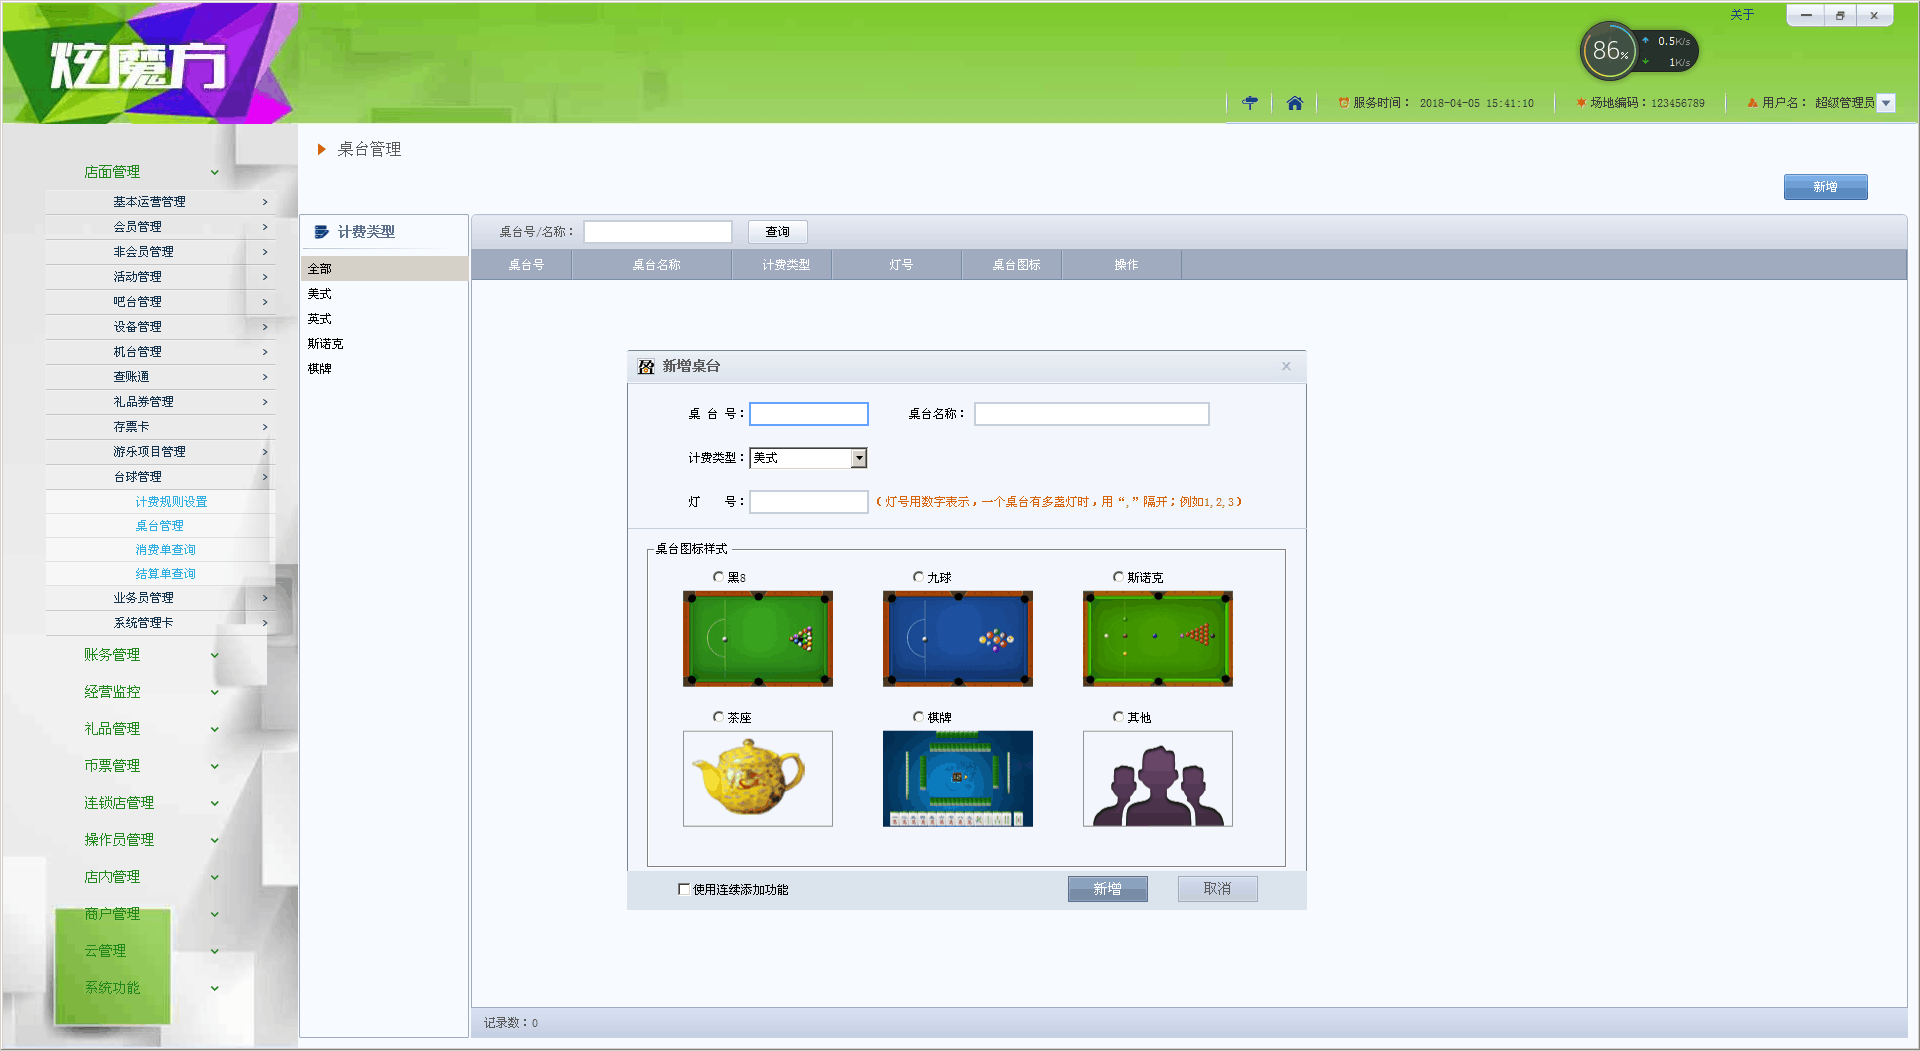 关于
炫魔方
86%
0.5K/s
1K/s
服务时间： 2018-04-05 15:41:10
场地编码：123456789
用户名： 超级管理员
店面管理
基本运营管理
会员管理
非会员管理
活动管理
吧台管理
设备管理
机台管理
查账通
礼品券管理
存票卡
游乐项目管理
台球管理
计费规则设置
桌台管理
消费单查询
结算单查询
业务员管理
系统管理卡
账务管理
经营监控
礼品管理
币票管理
连锁店管理
操作员管理
店内管理
商户管理
云管理
系统功能
桌台管理
新增
计费类型
全部
美式
英式
斯诺克
棋牌
桌台号/名称：
查询
桌台号 桌台名称 计费类型 灯号 桌台图标 操作
新增桌台
桌 台 号： 桌台名称：
计费类型： 美式
灯 号： （灯号用数字表示，一个桌台有多盏灯时，用“,”隔开；例如1,2,3）
桌台图标样式
黑8 九球 斯诺克
茶座 棋牌 其他
使用连续添加功能
新增 取消
记录数：0